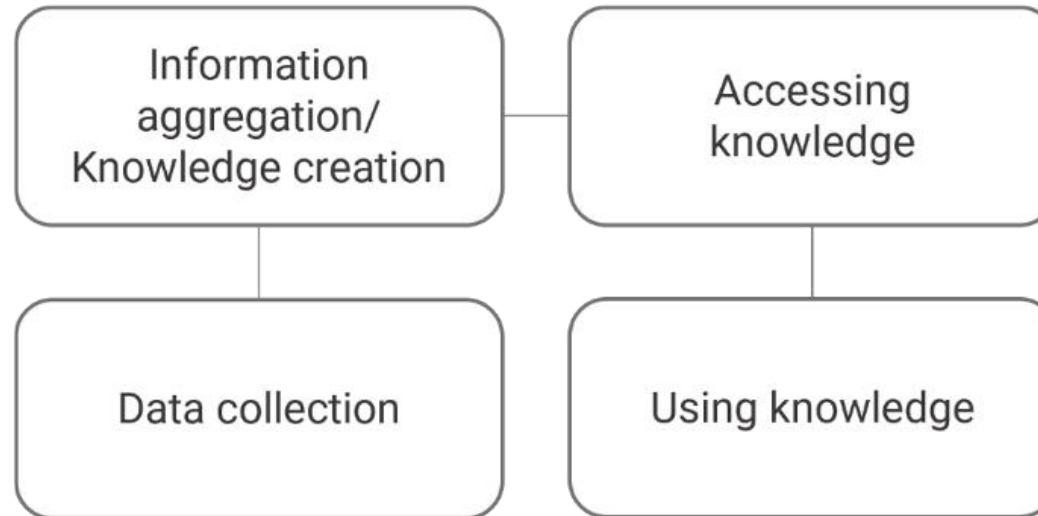 Information
aggregation/
Knowledge creation
Accessing
knowledge
Data collection
Using knowledge